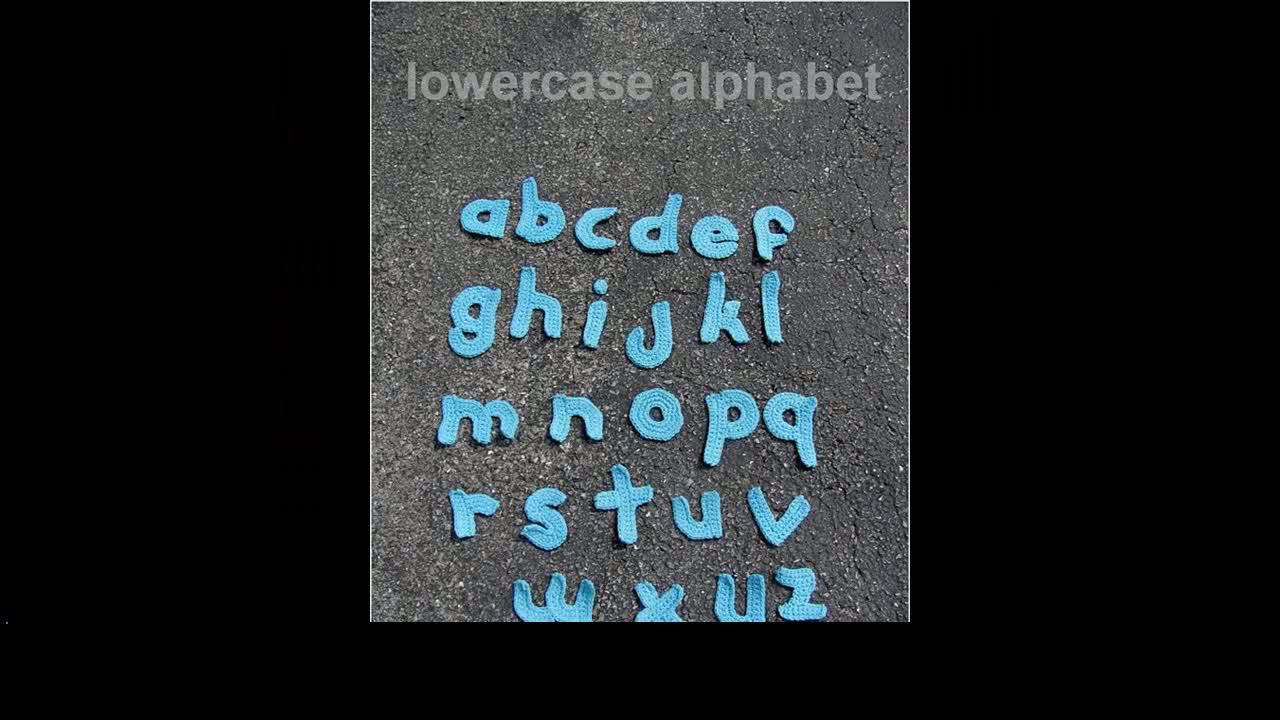 lowercase alphabet
abcdef
ghijkl
mnopq
rstuv
wxyz